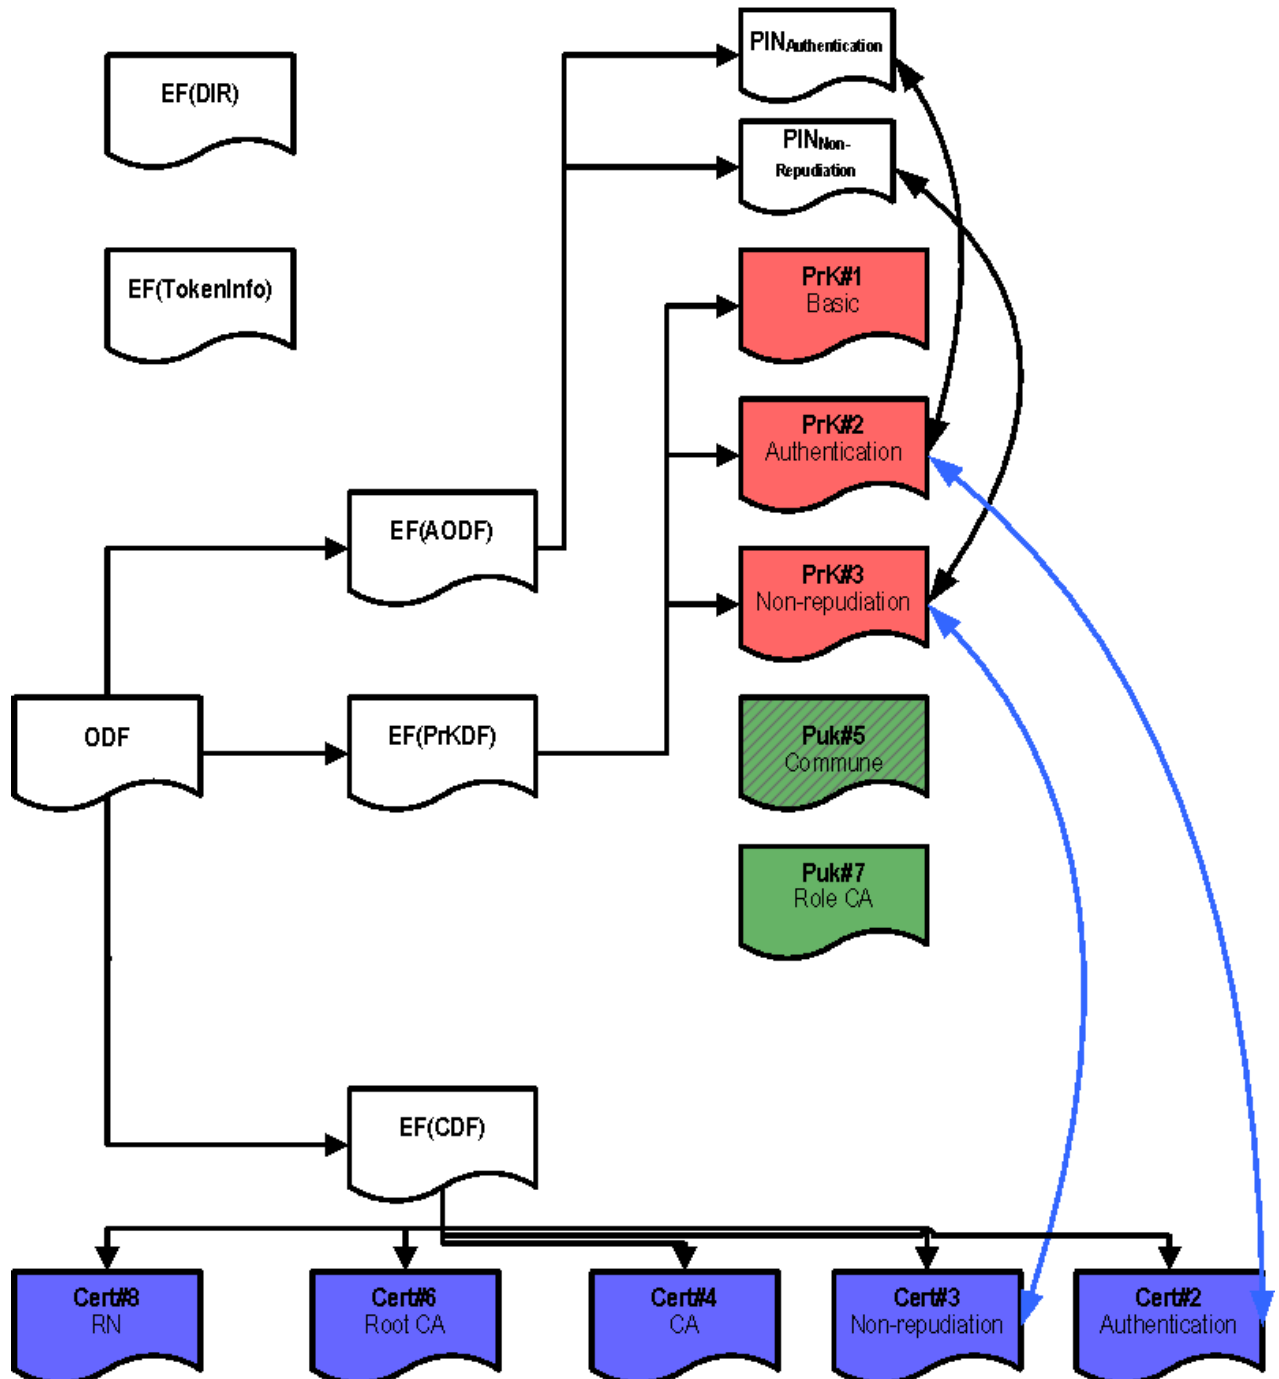 PINAuthentication
EF(DIR)
PINNon-
Repudiation
PrK#1
Basic
EF(TokenInfo)
PrK#2
Authentication
EF(AODF)
PrK#3
Non-repudiation
ODF
EF(PrKDF)
Puk#5
Commune
Puk#7
Role CA
EF(CDF)
Cert#8
RN
Cert#6
Root CA
Cert#4
CA
Cert#3
Non-repudiation
Cert#2
Authentication